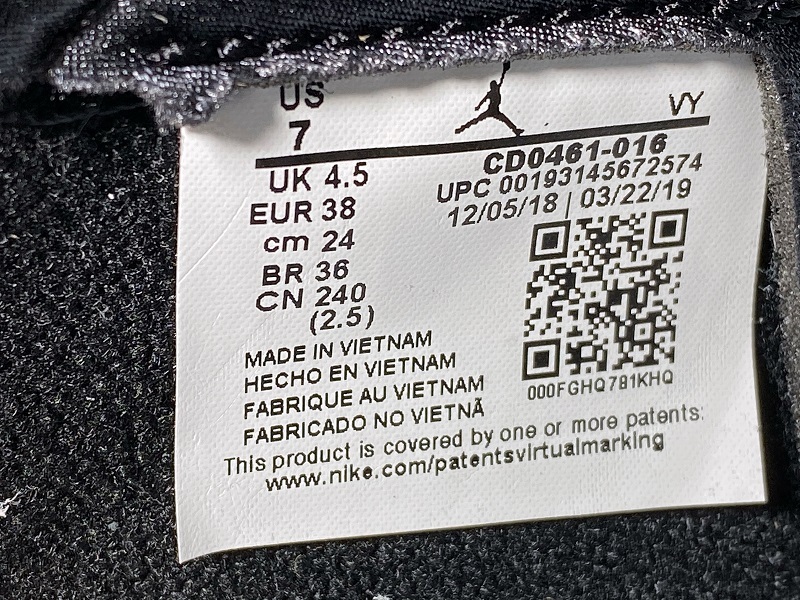 US
7
VY
UK 4.5
EUR 38
cm 24
BR 36
CN 240
(2.5)
CD0461-016
UPC 00193145672574
12/05/18 | 03/22/19
000FGHQ781KHQ
MADE IN VIETNAM
HECHO EN VIETNAM
FABRIQUE AU VIETNAM
FABRICADO NO VIETNÃ
This product is covered by one or more patents:
www.nike.com/patentsvirtualmarking